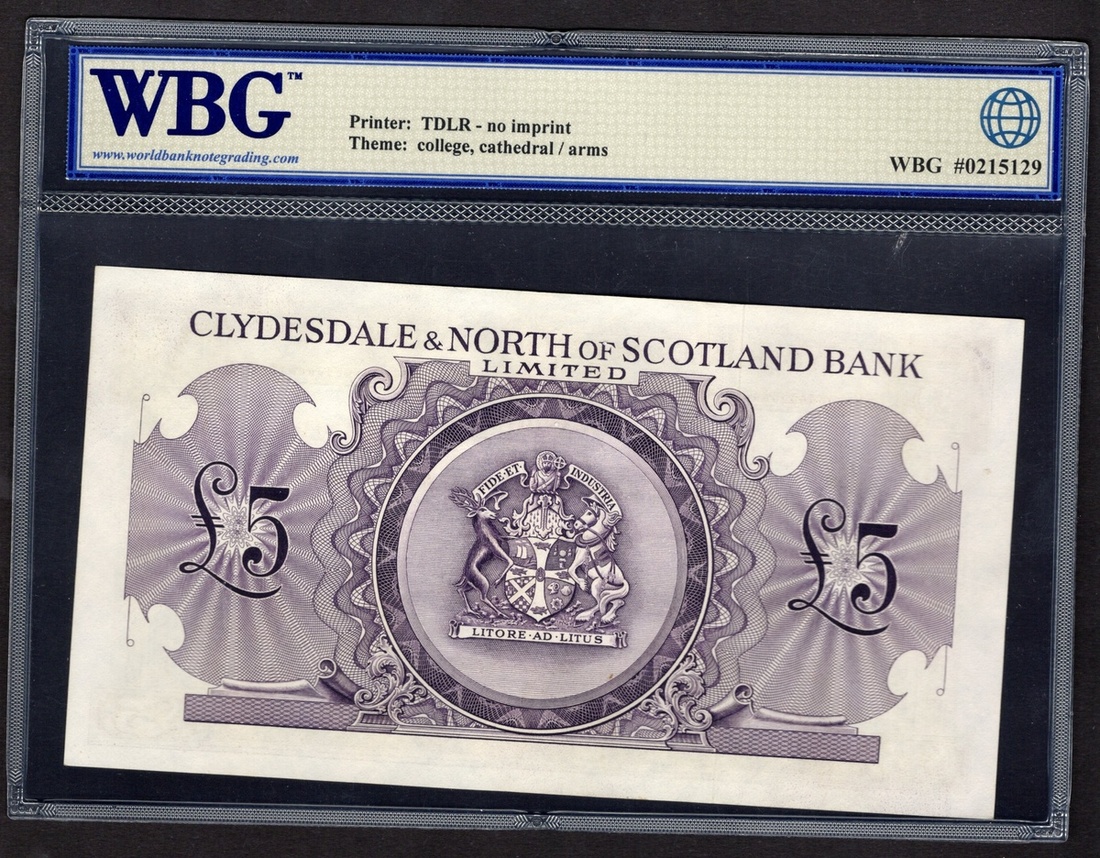 WBG™
www.worldbanknotegrading.com
Printer: TDLR - no imprint
Theme: college, cathedral / arms
WBG #0215129
CLYDESDALE & NORTH OF SCOTLAND BANK
LIMITED
FIDE·ET·INDUSTRIA
£5
£5
LITORE·AD·LITUS